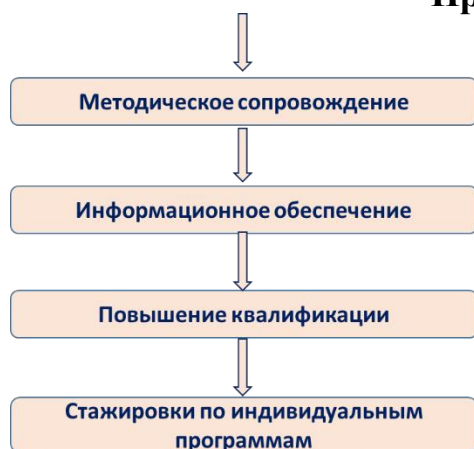 Методическое сопровождение
Информационное обеспечение
Повышение квалификации
Стажировки по индивидуальным
программам